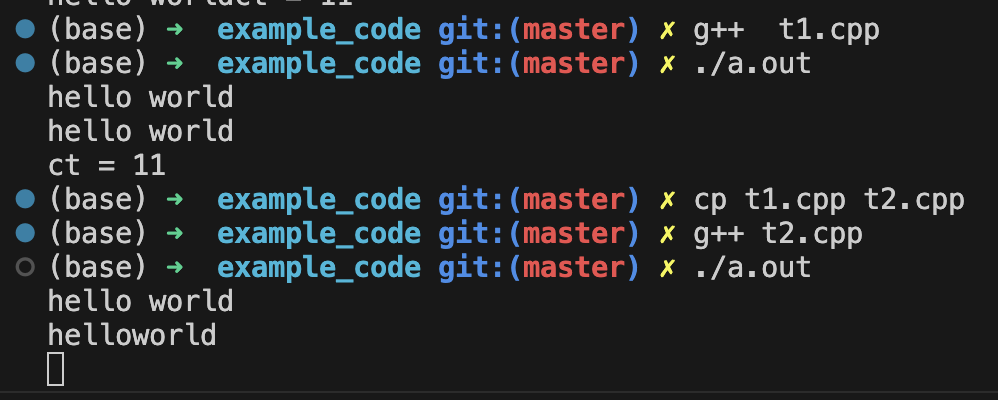 hello worldct = 11
(base) ➜  example_code git:(master) ✗ g++  t1.cpp
(base) ➜  example_code git:(master) ✗ ./a.out
hello world
hello world
ct = 11
(base) ➜  example_code git:(master) ✗ cp t1.cpp t2.cpp
(base) ➜  example_code git:(master) ✗ g++ t2.cpp
(base) ➜  example_code git:(master) ✗ ./a.out
hello world
helloworld